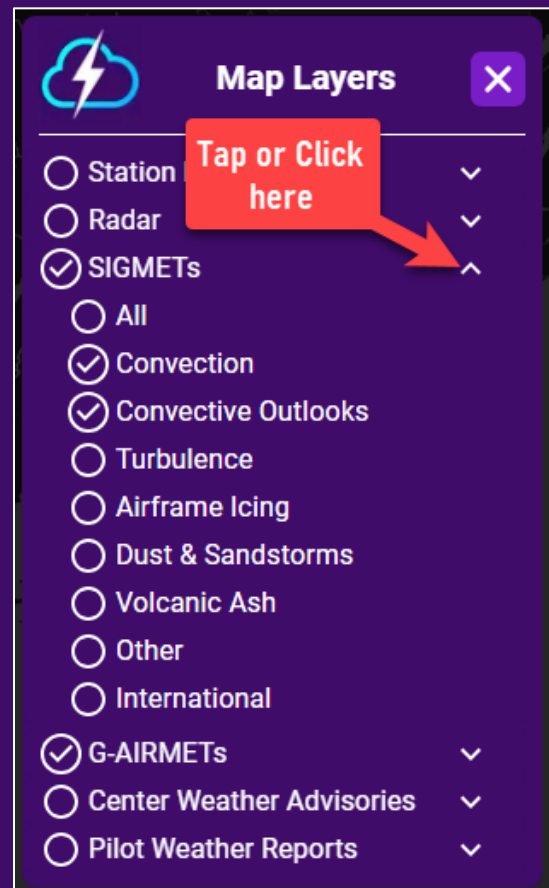 Map Layers
Tap or Click
here
Station
Radar
SIGMETs
All
Convection
Convective Outlooks
Turbulence
Airframe Icing
Dust & Sandstorms
Volcanic Ash
Other
International
G-AIRMETs
Center Weather Advisories
Pilot Weather Reports